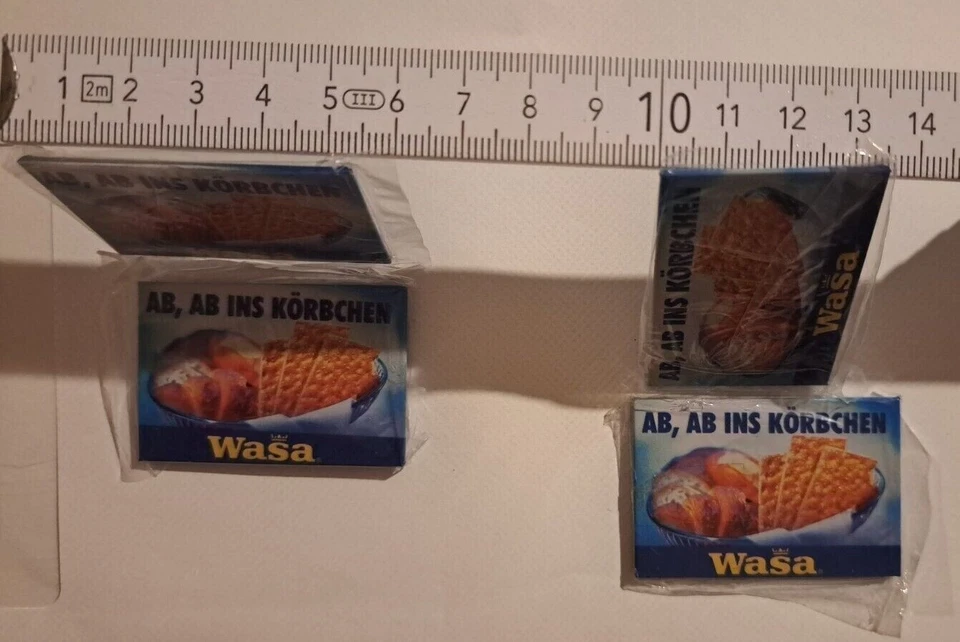 1 2m 2 3 4 5 III 6 7 8 9 10 11 12 13 14
AB, AB INS KÖRBCHEN
AB, AB INS KÖRBCHEN
Wasa
AB, AB INS KÖRBCHEN
Wasa
AB, AB INS KÖRBCHEN
Wasa